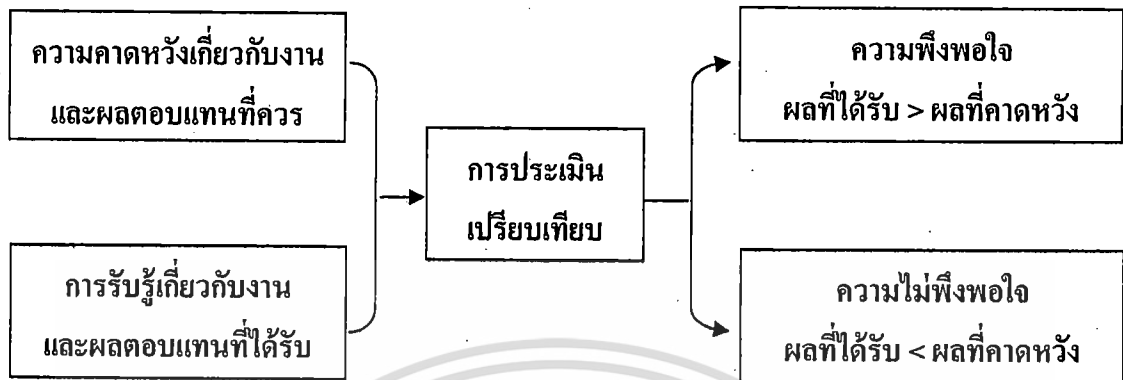 ความคาดหวังเกี่ยวกับงาน
และผลตอบแทนที่ควร
การรับรู้เกี่ยวกับงาน
และผลตอบแทนที่ได้รับ
การประเมิน
เปรียบเทียบ
ความพึงพอใจ
ผลที่ได้รับ > ผลที่คาดหวัง
ความไม่พึงพอใจ
ผลที่ได้รับ < ผลที่คาดหวัง